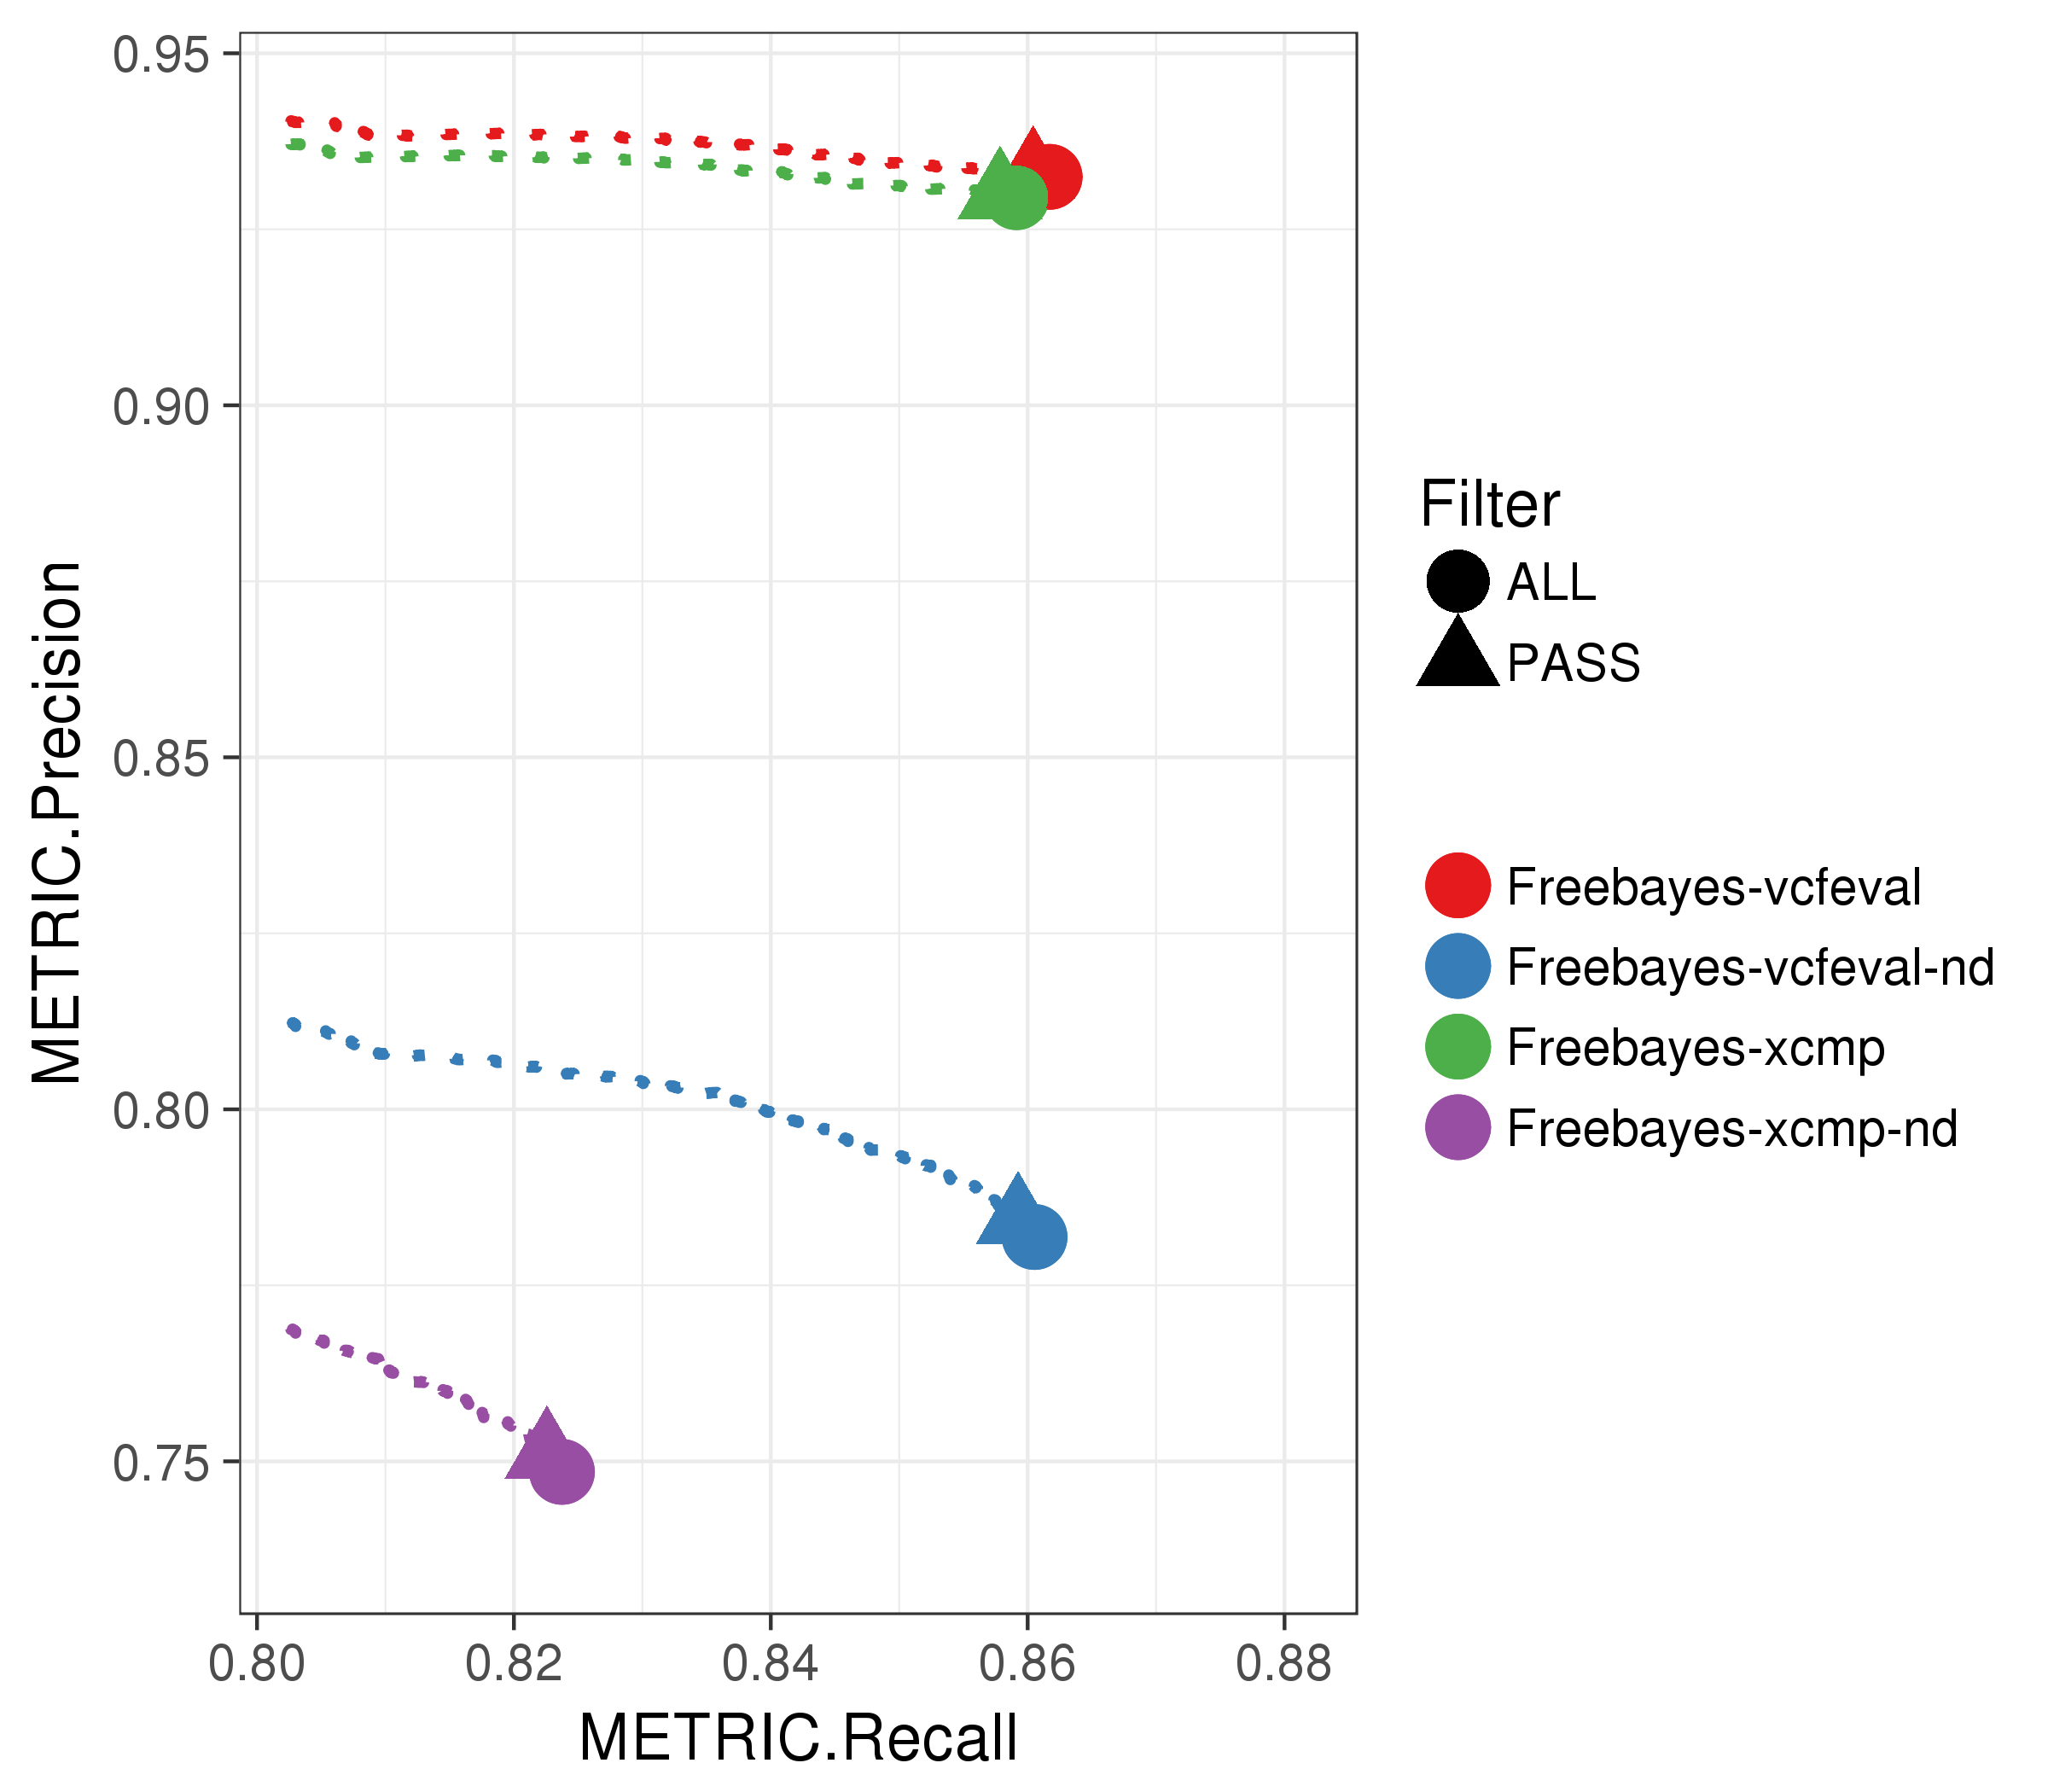 0.95
0.90
0.85
0.80
0.75
METRIC.Precision
0.80 0.82 0.84 0.86 0.88
METRIC.Recall
Filter
ALL
PASS
Freebayes-vcfeval
Freebayes-vcfeval-nd
Freebayes-xcmp
Freebayes-xcmp-nd